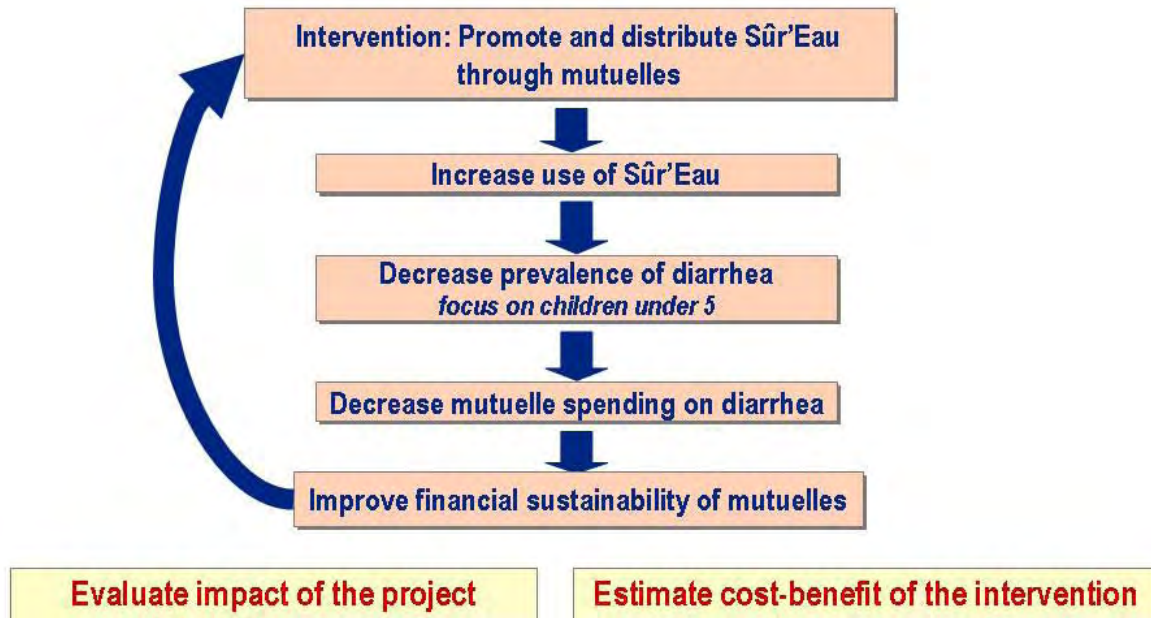 Intervention: Promote and distribute Sûr'Eau
through mutuelles
Increase use of Sûr'Eau
Decrease prevalence of diarrhea
focus on children under 5
Decrease mutuelle spending on diarrhea
Improve financial sustainability of mutuelles
Evaluate impact of the project
Estimate cost-benefit of the intervention